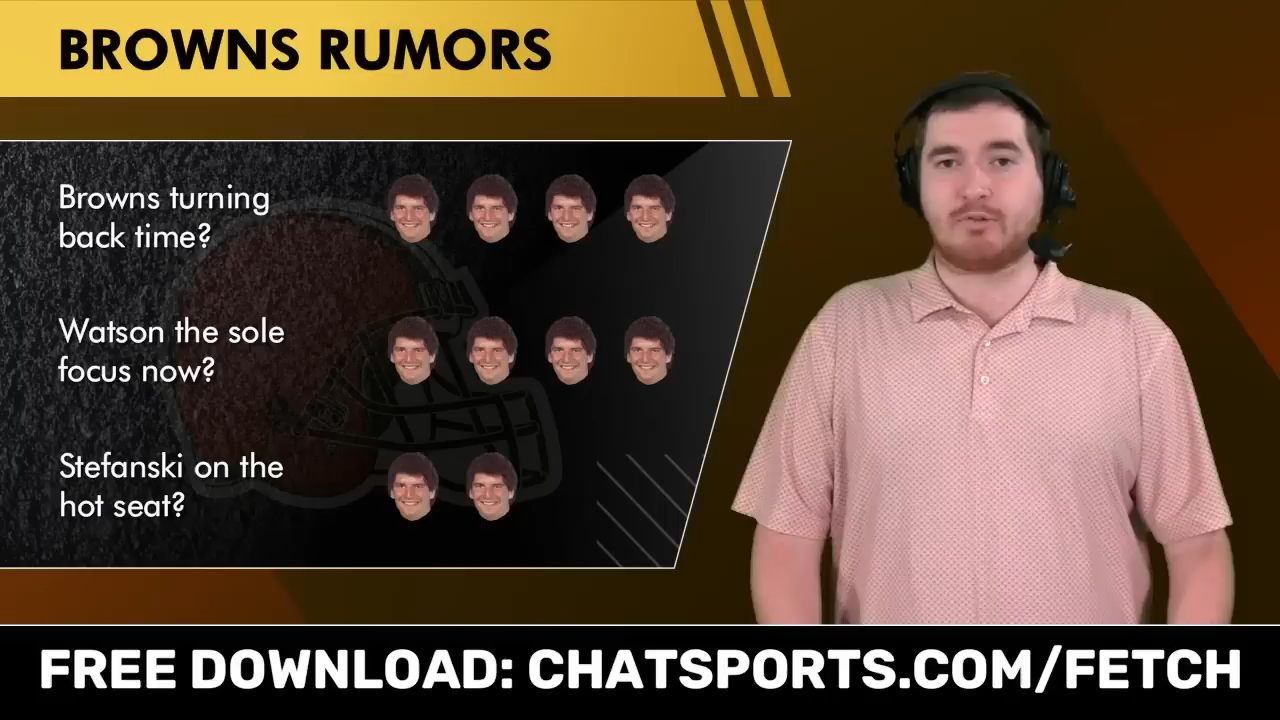 BROWNS RUMORS
Browns turning
back time?
Watson the sole
focus now?
Stefanski on the
hot seat?
FREE DOWNLOAD: CHATSPORTS.COM/FETCH